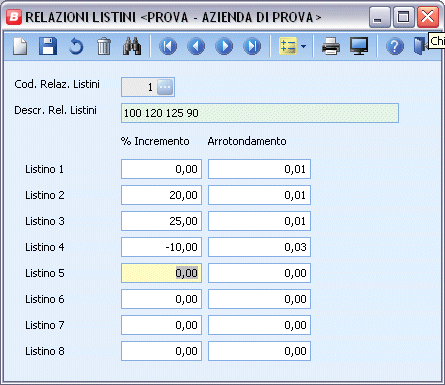 B RELAZIONI LISTINI <PROVA - AZIENDA DI PROVA>
Chi
Cod. Relaz. Listini 1 ...
Descr. Rel. Listini 100 120 125 90
% Incremento Arrotondamento
Listino 1 0,00 0,01
Listino 2 20,00 0,01
Listino 3 25,00 0,01
Listino 4 -10,00 0,03
Listino 5 0,00 0,00
Listino 6 0,00 0,00
Listino 7 0,00 0,00
Listino 8 0,00 0,00